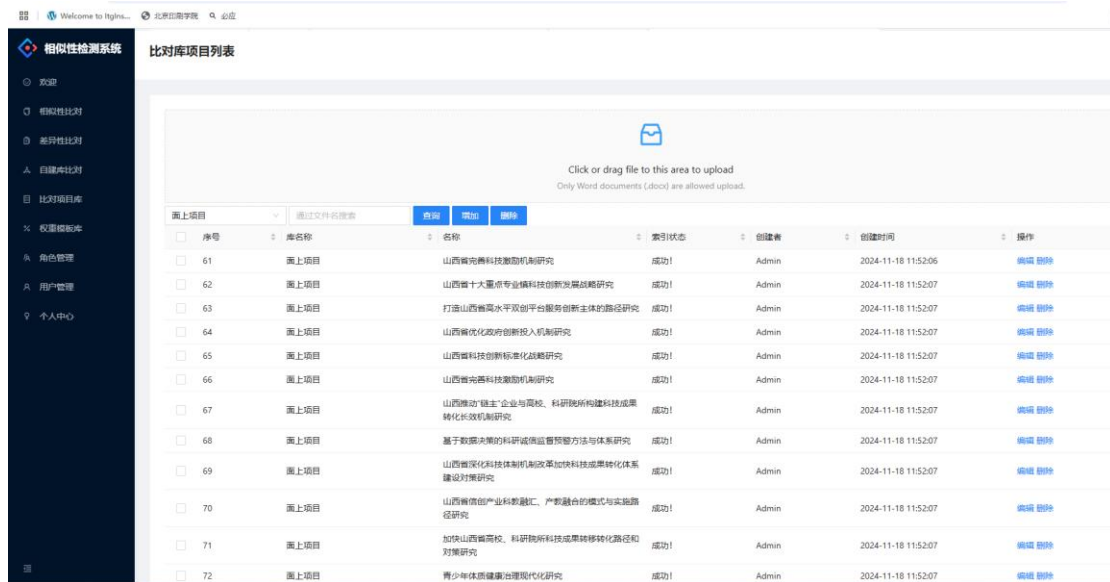 Welcome to Itgins... 北京印刷学院 必应
相似性检测系统
比对库项目列表
欢迎
相似性比对
差异性比对
自建库比对
比对项目库
权重模板库
角色管理
用户管理
个人中心
Click or drag file to this area to upload
Only Word documents (.docx) are allowed upload.
面上项目 通过文件名搜索 查询 增加 删除
序号 库名称 名称 索引状态 创建者 创建时间 操作
61 面上项目 山西省完善科技激励机制研究 成功! Admin 2024-11-18 11:52:06 编辑 删除
62 面上项目 山西省十大重点专业镇科技创新发展战略研究 成功! Admin 2024-11-18 11:52:07 编辑 删除
63 面上项目 打造山西省高水平双创平台服务创新主体的路径研究 成功! Admin 2024-11-18 11:52:07 编辑 删除
64 面上项目 山西省优化政府创新投入机制研究 成功! Admin 2024-11-18 11:52:07 编辑 删除
65 面上项目 山西省科技创新标准化战略研究 成功! Admin 2024-11-18 11:52:07 编辑 删除
66 面上项目 山西省完善科技激励机制研究 成功! Admin 2024-11-18 11:52:07 编辑 删除
67 面上项目 山西推动"链主"企业与高校、科研院所构建科技成果
转化长效机制研究 成功! Admin 2024-11-18 11:52:07 编辑 删除
68 面上项目 基于数据决策的科研诚信监督预警方法与体系研究 成功! Admin 2024-11-18 11:52:07 编辑 删除
69 面上项目 山西省深化科技体制机制改革加快科技成果转化体系
建设对策研究 成功! Admin 2024-11-18 11:52:07 编辑 删除
70 面上项目 山西省信创产业科教融汇、产教融合的模式与实施路
径研究 成功! Admin 2024-11-18 11:52:07 编辑 删除
71 面上项目 加快山西省高校、科研院所科技成果转移转化路径和
对策研究 成功! Admin 2024-11-18 11:52:07 编辑 删除
72 面上项目 青少年体质健康治理现代化研究 成功! Admin 2024-11-18 11:52:07 编辑 删除